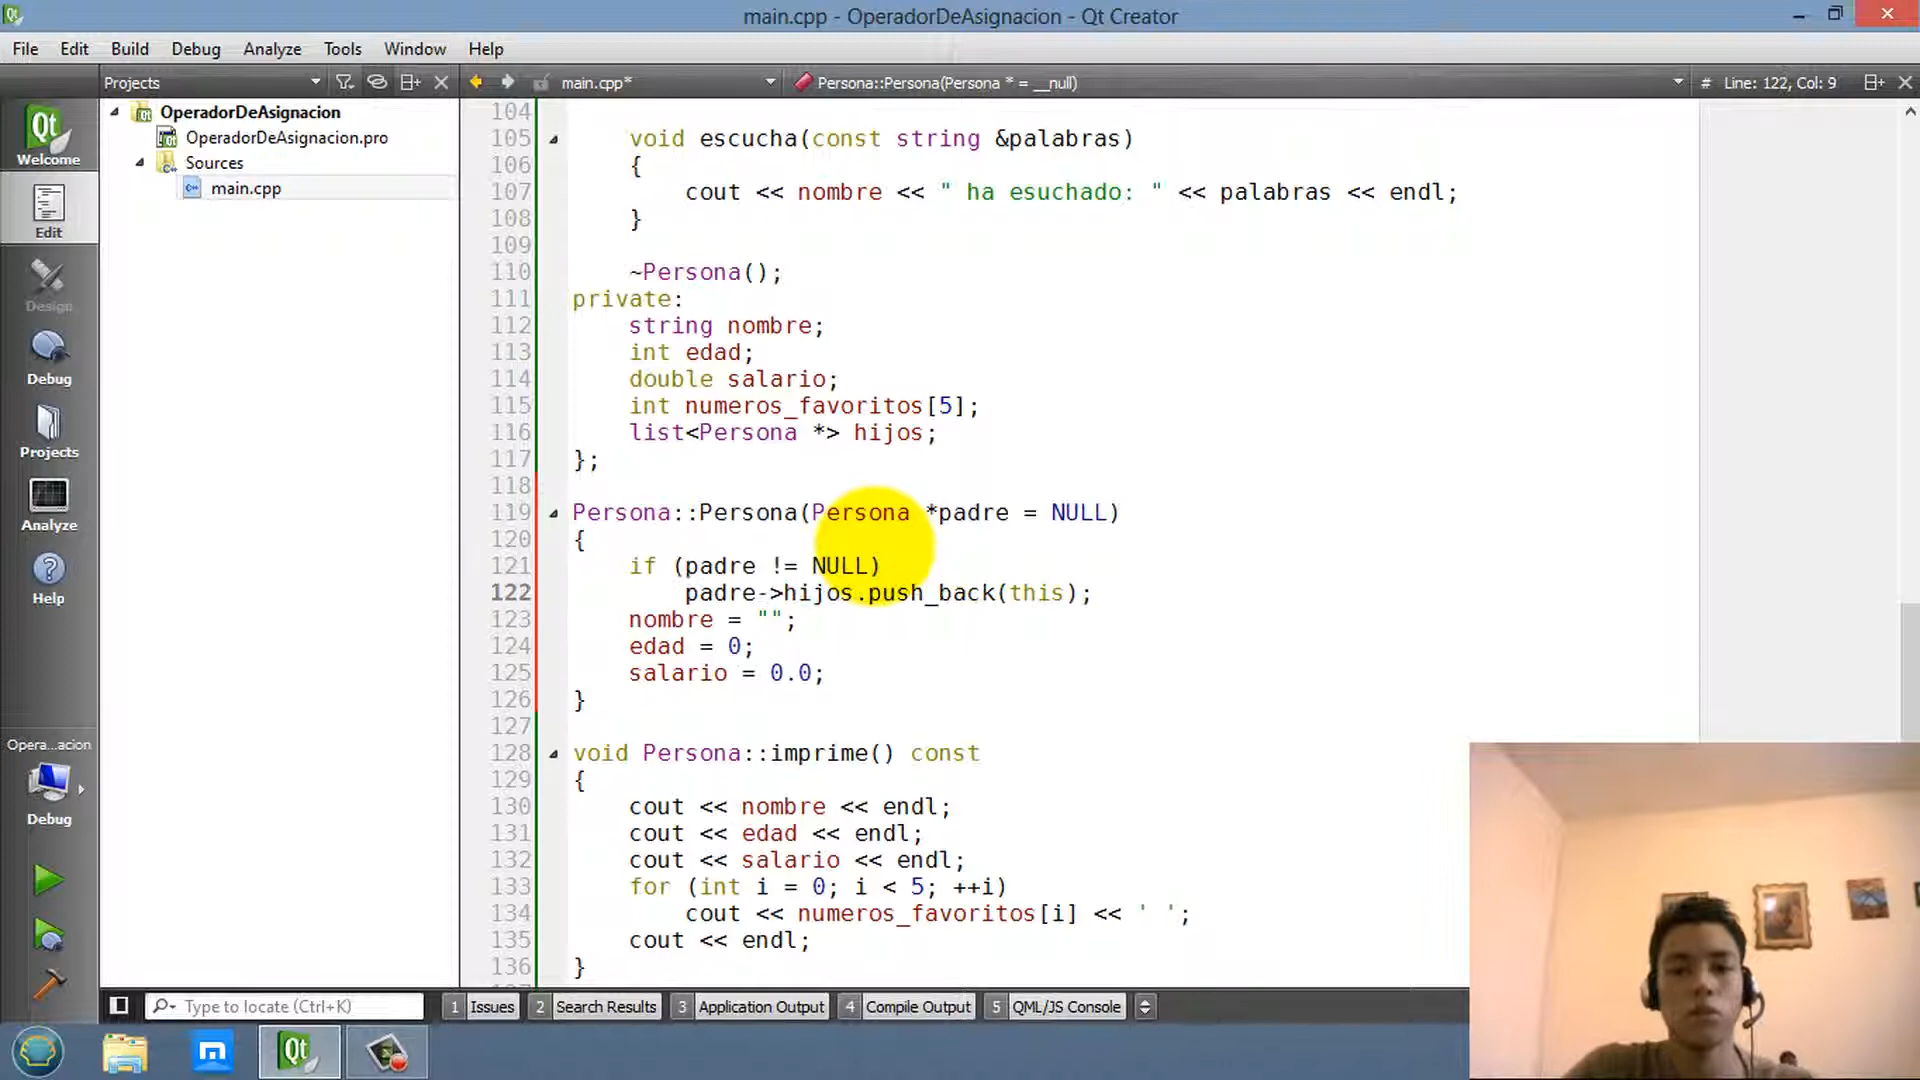 main.cpp - OperadorDeAsignacion - Qt Creator
File Edit Build Debug Analyze Tools Window Help
Projects main.cpp* Persona::Persona(Persona * = __null) # Line: 122, Col: 9
Welcome
Edit
Design
Debug
Projects
Analyze
Help
Opera...acion
Debug
OperadorDeAsignacion
OperadorDeAsignacion.pro
Sources
main.cpp
104
105 void escucha(const string &palabras)
106 {
107 cout << nombre << " ha esuchado: " << palabras << endl;
108 }
109
110 ~Persona();
111 private:
112 string nombre;
113 int edad;
114 double salario;
115 int numeros_favoritos[5];
116 list<Persona *> hijos;
117 };
118
119 Persona::Persona(Persona *padre = NULL)
120 {
121 if (padre != NULL)
122 padre->hijos.push_back(this);
123 nombre = "";
124 edad = 0;
125 salario = 0.0;
126 }
127
128 void Persona::imprime() const
129 {
130 cout << nombre << endl;
131 cout << edad << endl;
132 cout << salario << endl;
133 for (int i = 0; i < 5; ++i)
134 cout << numeros_favoritos[i] << ' ';
135 cout << endl;
136 }
Type to locate (Ctrl+K) 1 Issues 2 Search Results 3 Application Output 4 Compile Output 5 QML/JS Console